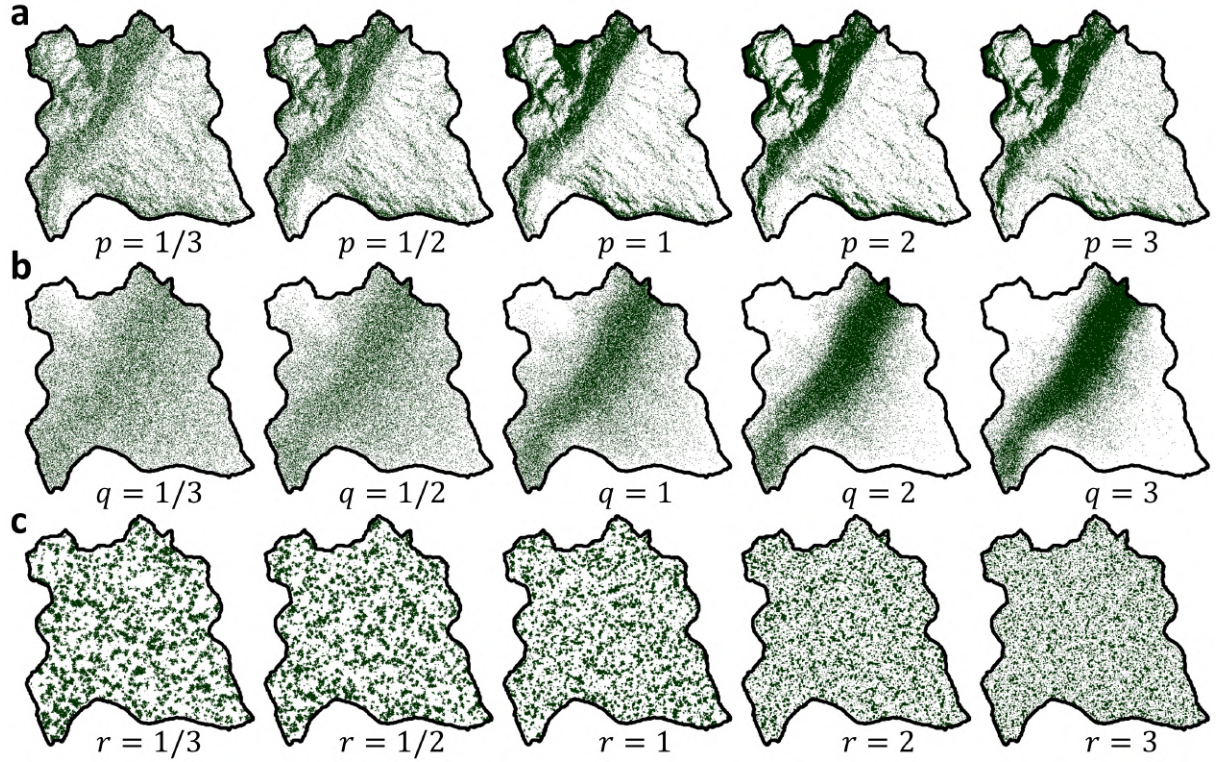 a
p = 1/3 p = 1/2 p = 1 p = 2 p = 3
b
q = 1/3 q = 1/2 q = 1 q = 2 q = 3
c
r = 1/3 r = 1/2 r = 1 r = 2 r = 3